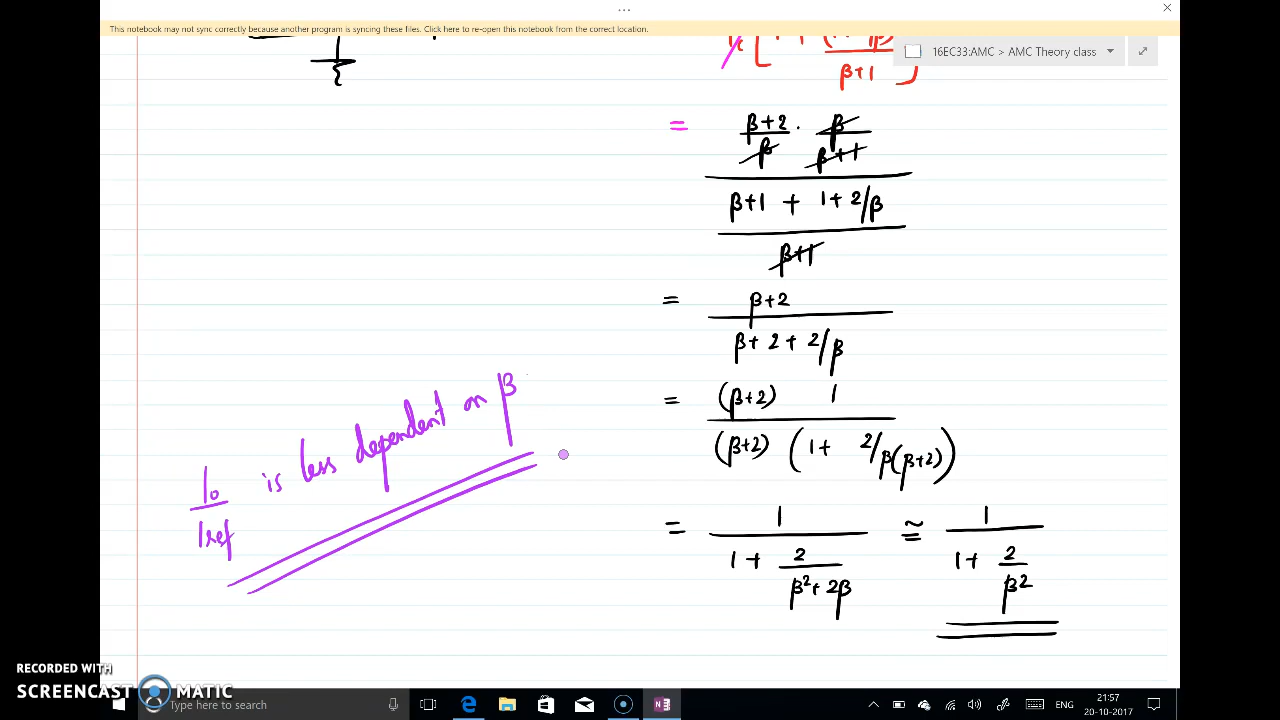 This notebook may not sync correctly because another program is syncing these files. Click here to re-open this notebook from the correct location.
16EC33:AMC > AMC Theory class
β+1
= β+2 . β
β β+1
β+1 + 1+2/β
β+1
= β+2
β+2+2/β
= (β+2) 1
(β+2) (1+ 2/β(β+2))
= 1 ≅ 1
1+ 2 1+ 2
β²+2β β²
Io is less dependent on β
Iref
RECORDED WITH
SCREENCAST MATIC
Type here to search
ENG
21:57
20-10-2017